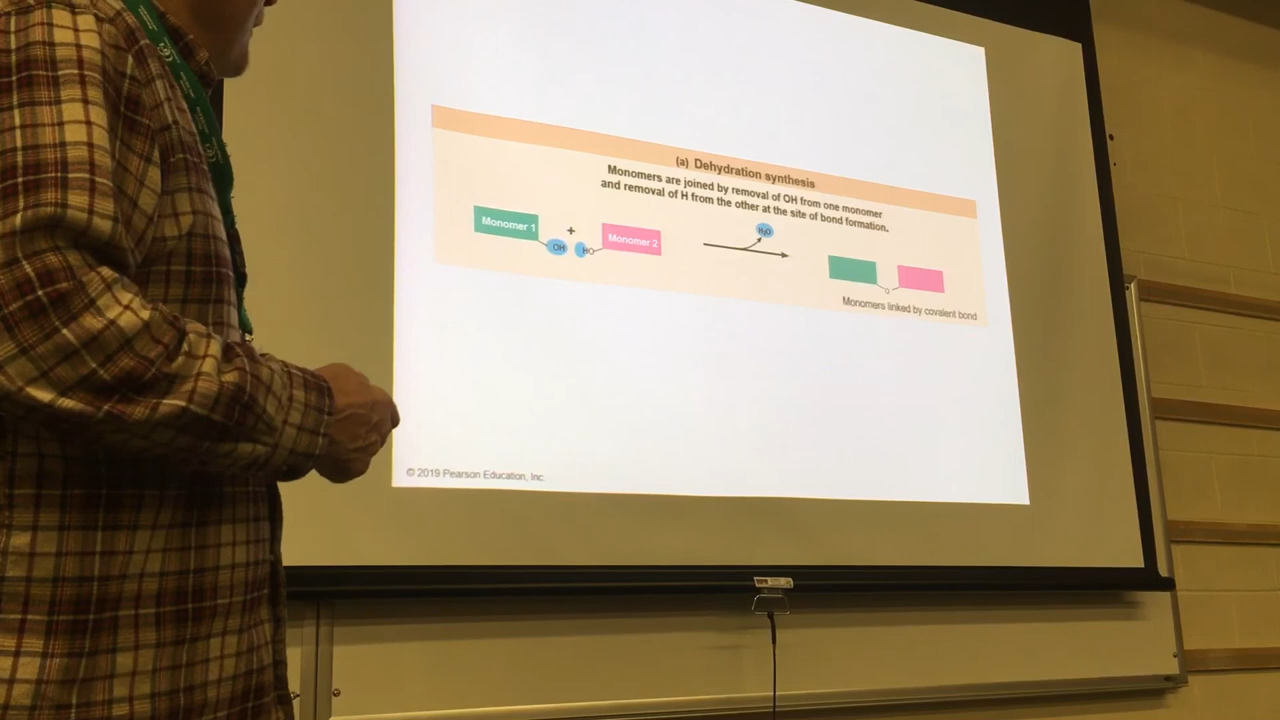 (a) Dehydration synthesis
Monomers are joined by removal of OH from one monomer
and removal of H from the other at the site of bond formation.
Monomer 1
+
Monomer 2
OH
HO
H₂O
O
Monomers linked by covalent bond
© 2019 Pearson Education, Inc.